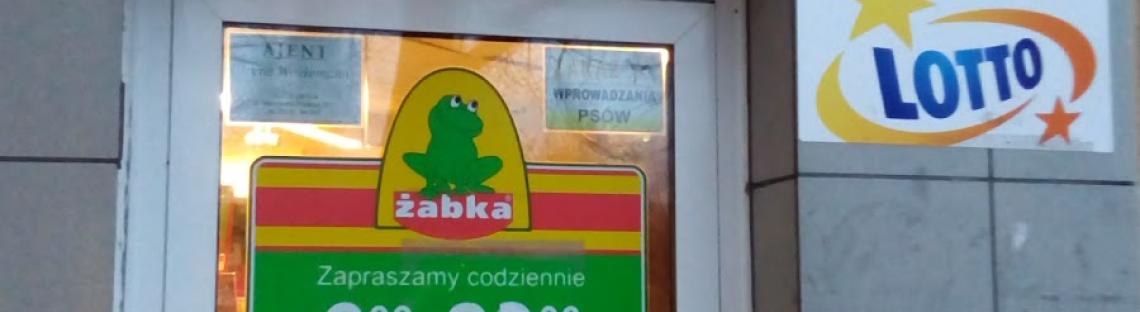 AJENT
WPROWADZANIA
PSÓW
LOTTO
żabka
Zapraszamy codziennie